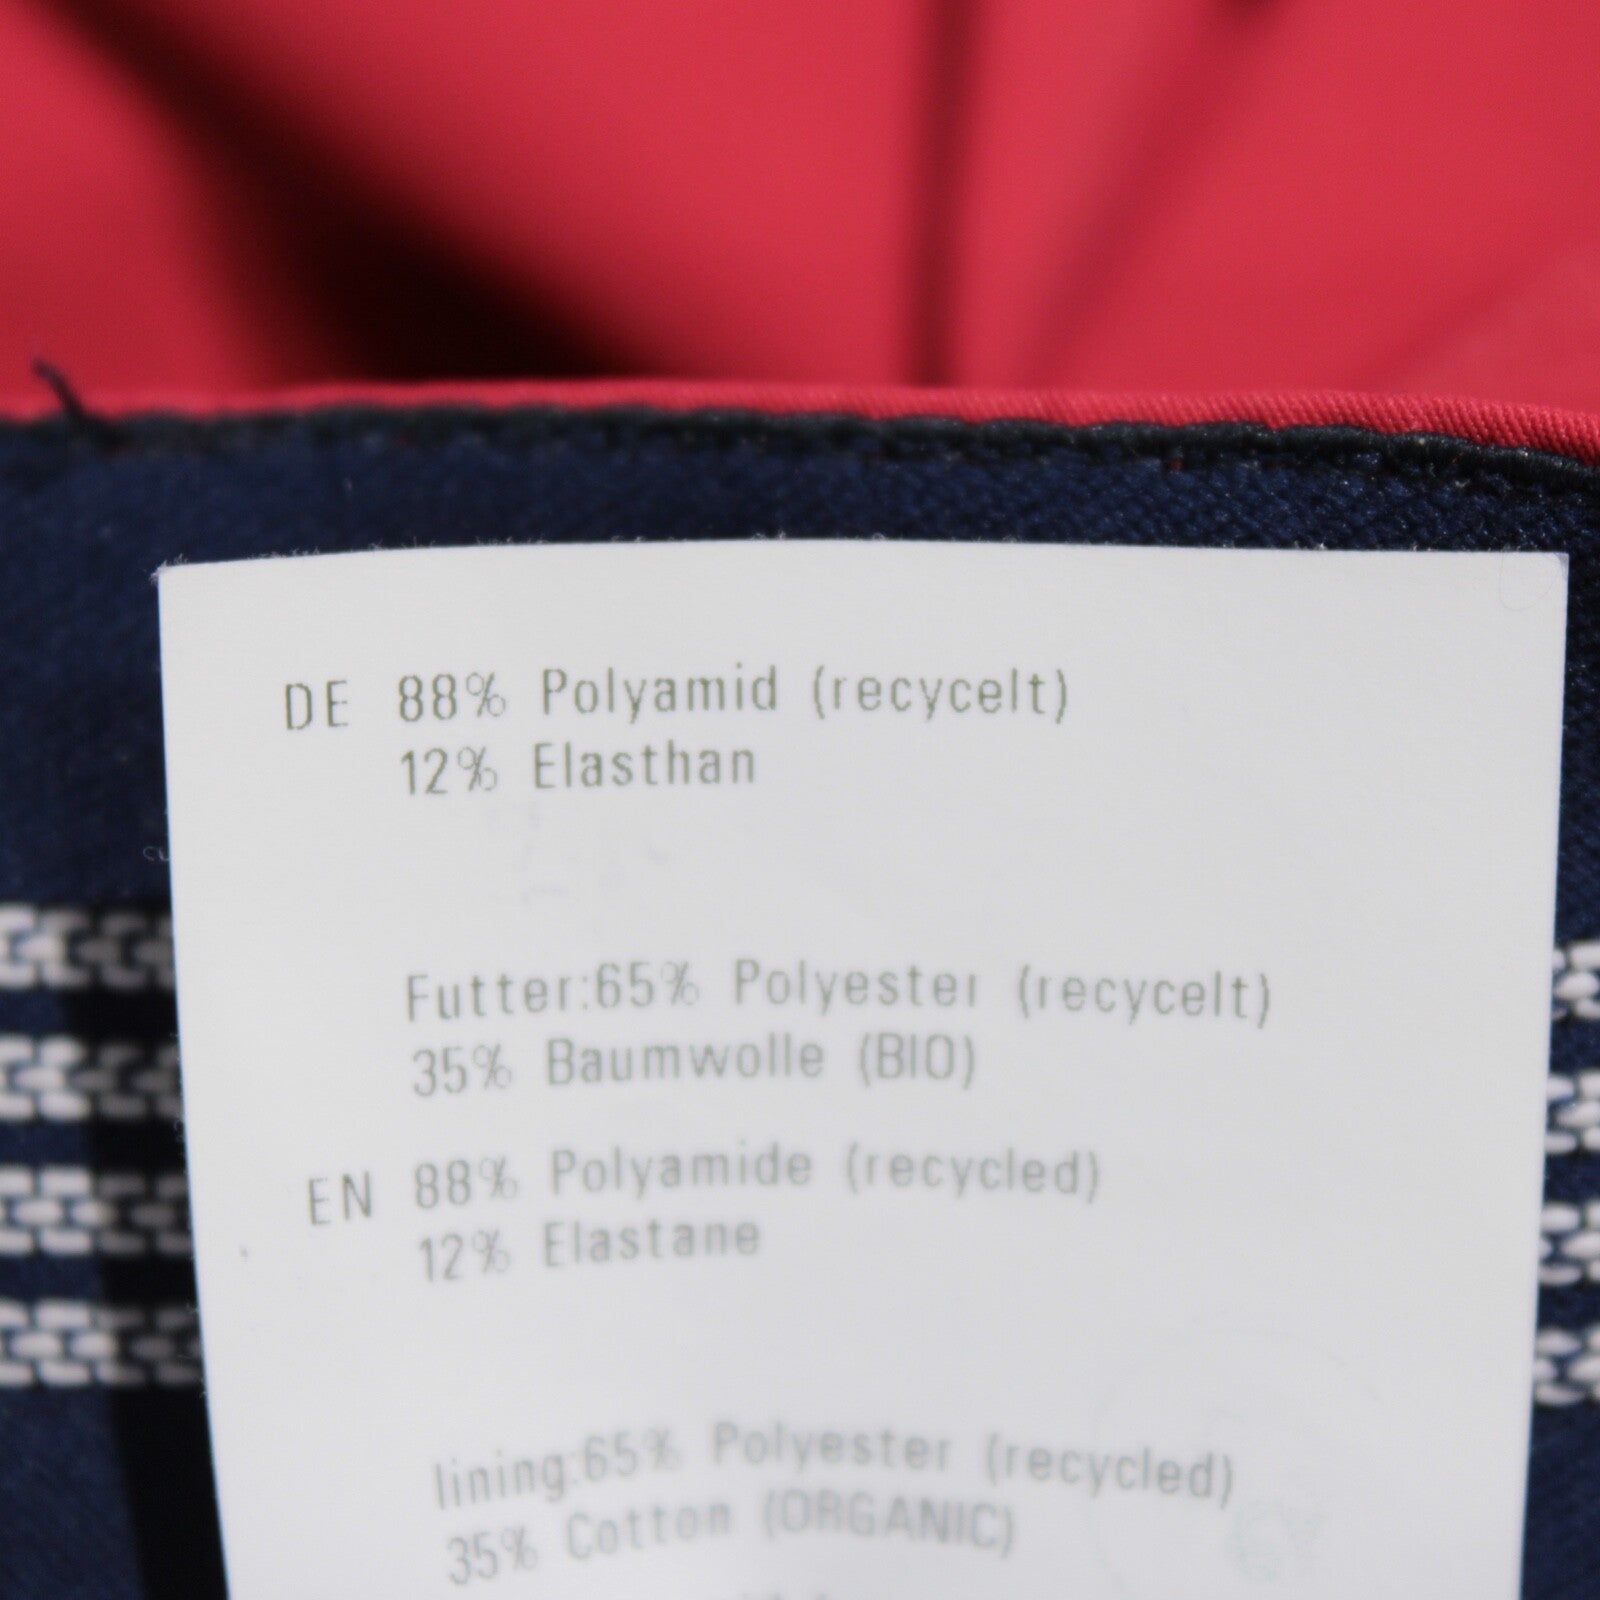 DE 88% Polyamid (recycelt)
12% Elasthan
Futter:65% Polyester (recycelt)
35% Baumwolle (BIO)
EN 88% Polyamide (recycled)
12% Elastane
lining:65% Polyester (recycled)
35% Cotton (ORGANIC)